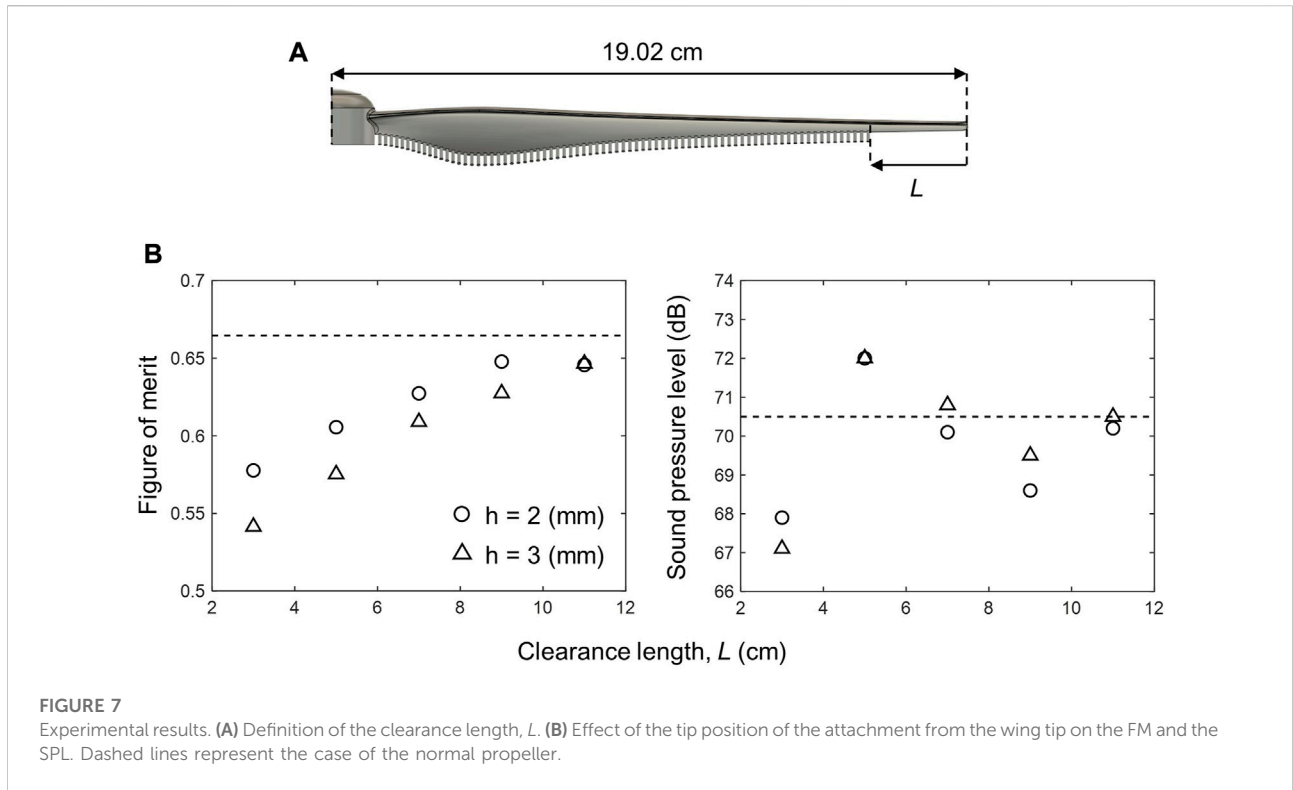 A
19.02 cm
L
B
0.7
0.65
0.6
0.55
0.5
2 4 6 8 10 12
Figure of merit
h = 2 (mm)
h = 3 (mm)
74
73
72
71
70
69
68
67
66
2 4 6 8 10 12
Sound pressure level (dB)
Clearance length, L (cm)
FIGURE 7
Experimental results. (A) Definition of the clearance length, L. (B) Effect of the tip position of the attachment from the wing tip on the FM and the
SPL. Dashed lines represent the case of the normal propeller.